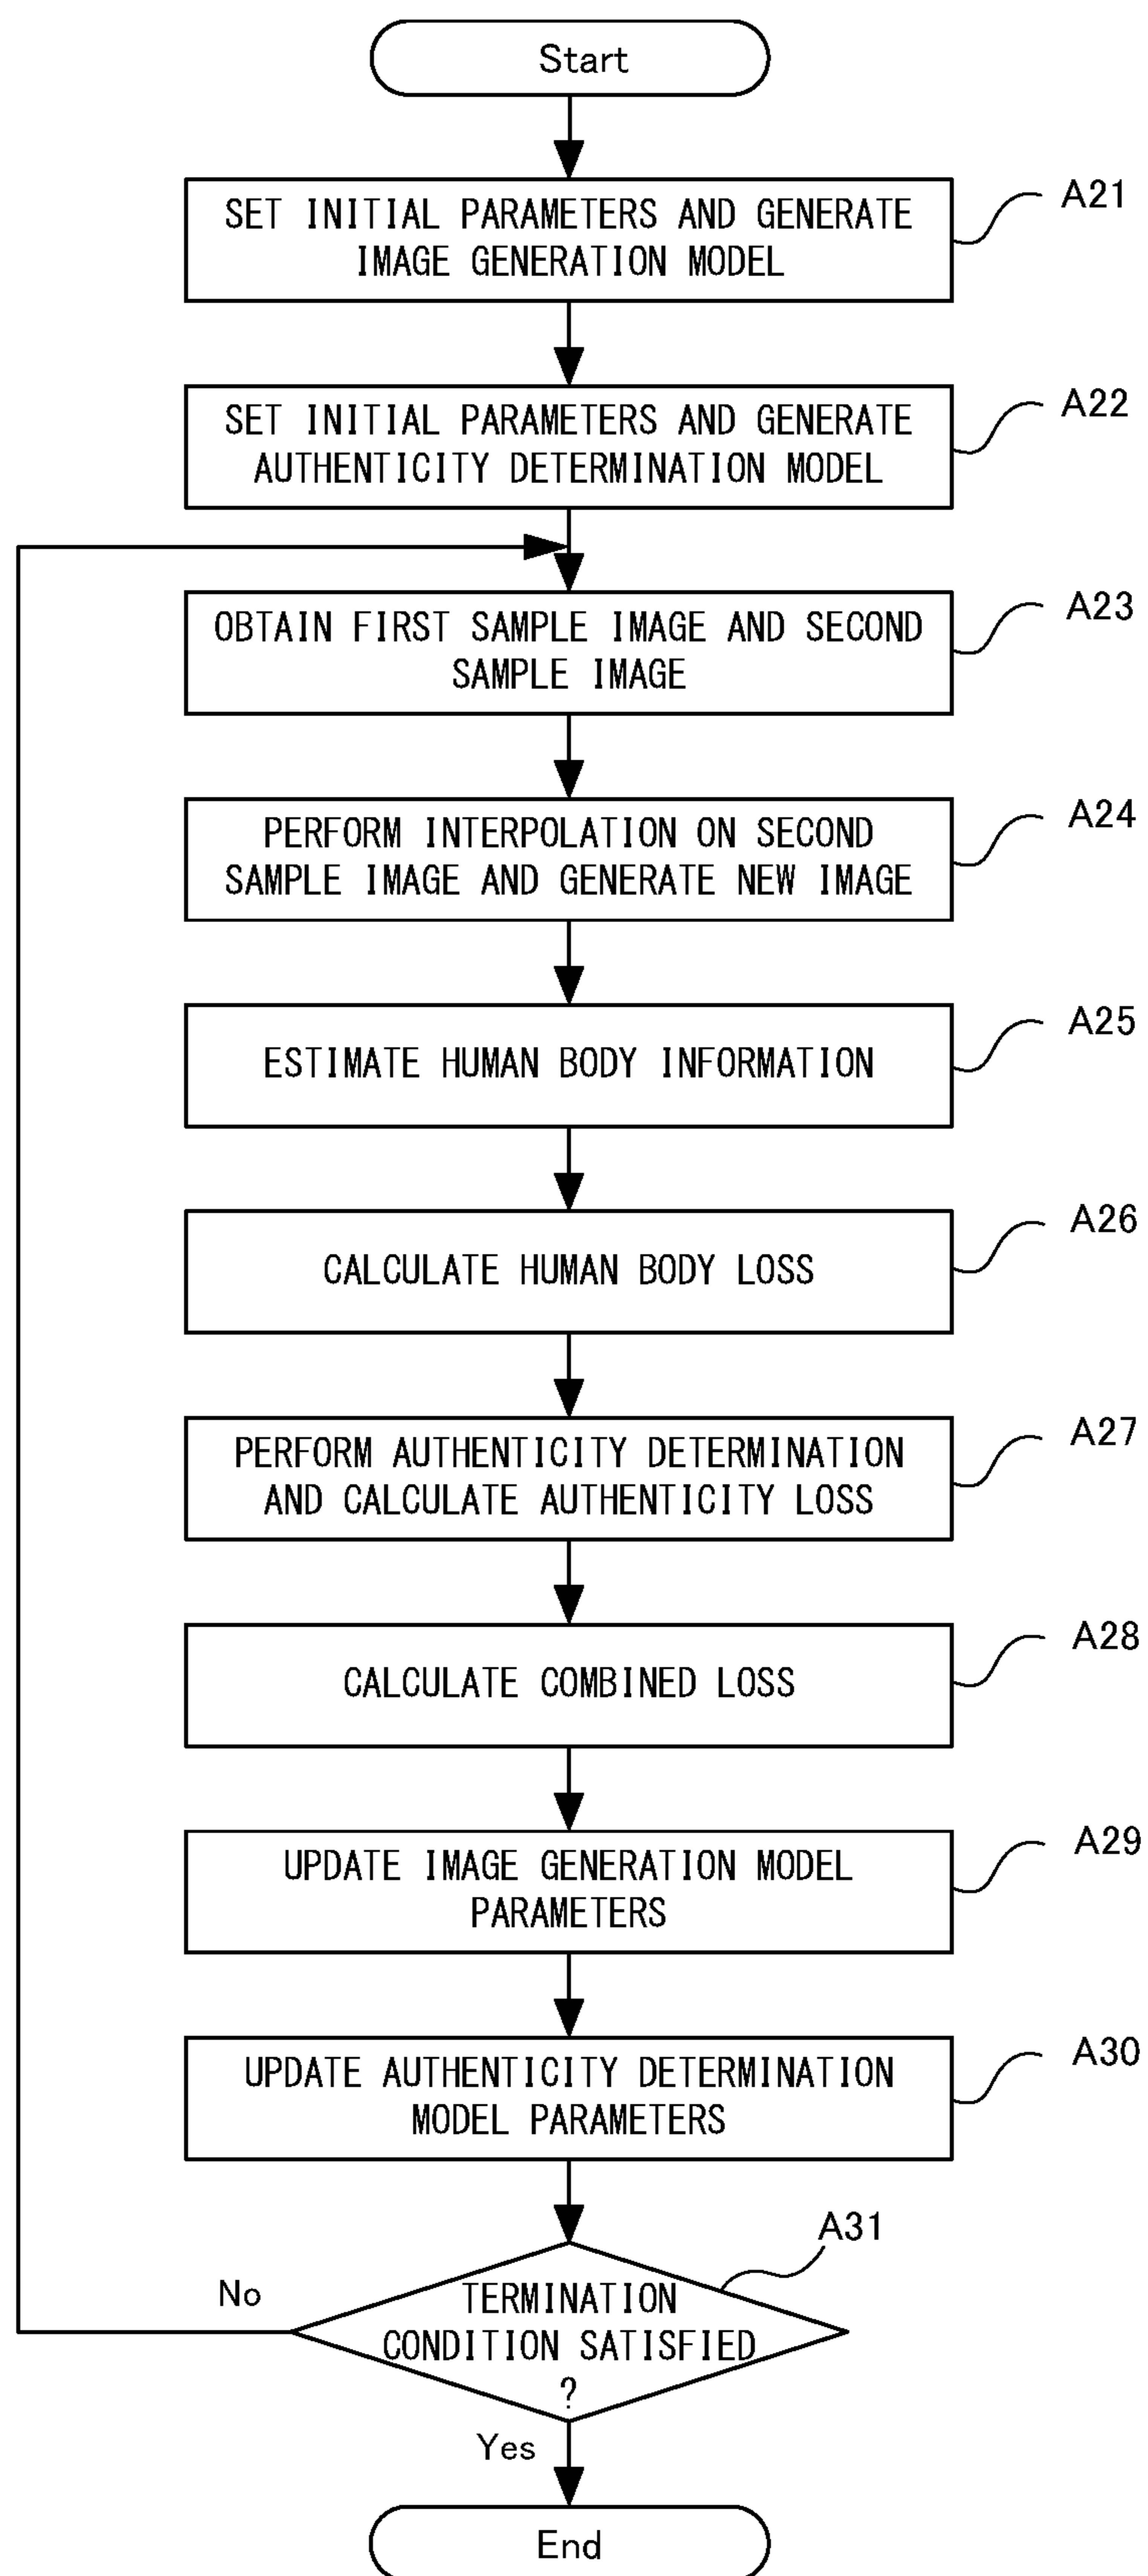 Start
SET INITIAL PARAMETERS AND GENERATE
IMAGE GENERATION MODEL
A21
SET INITIAL PARAMETERS AND GENERATE
AUTHENTICITY DETERMINATION MODEL
A22
OBTAIN FIRST SAMPLE IMAGE AND SECOND
SAMPLE IMAGE
A23
PERFORM INTERPOLATION ON SECOND
SAMPLE IMAGE AND GENERATE NEW IMAGE
A24
ESTIMATE HUMAN BODY INFORMATION
A25
CALCULATE HUMAN BODY LOSS
A26
PERFORM AUTHENTICITY DETERMINATION
AND CALCULATE AUTHENTICITY LOSS
A27
CALCULATE COMBINED LOSS
A28
UPDATE IMAGE GENERATION MODEL
PARAMETERS
A29
UPDATE AUTHENTICITY DETERMINATION
MODEL PARAMETERS
A30
A31
No
TERMINATION
CONDITION SATISFIED
?
Yes
End